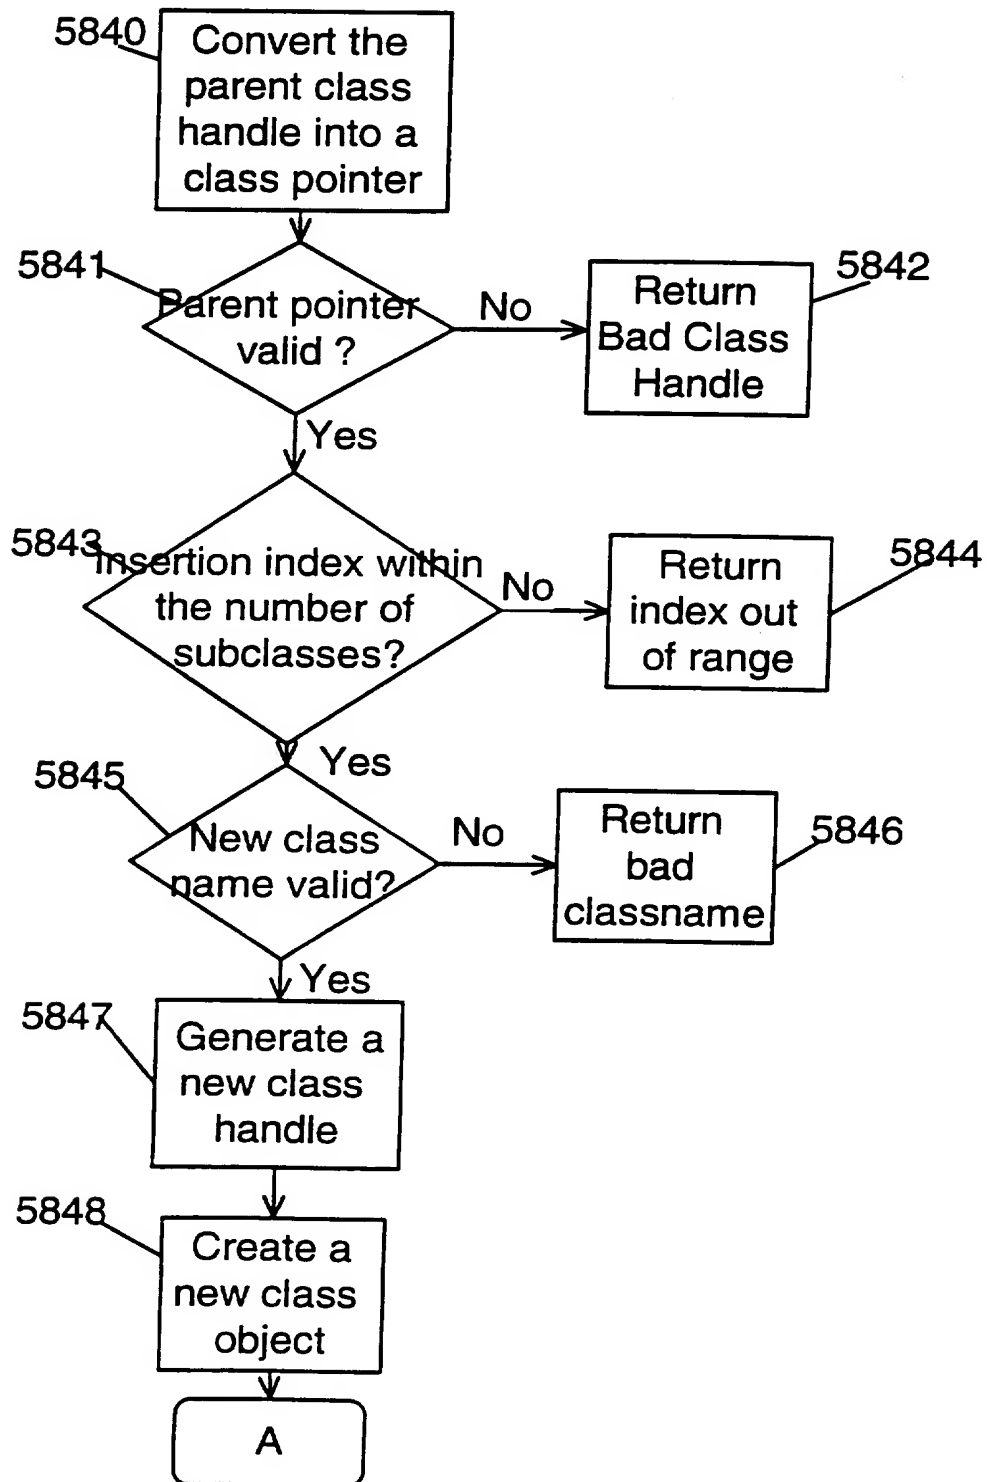 5840
Convert the
parent class
handle into a
class pointer
5841
Parent pointer
valid ?
No
5842
Return
Bad Class
Handle
Yes
5843
Insertion index within
the number of
subclasses?
No
5844
Return
index out
of range
Yes
5845
New class
name valid?
No
5846
Return
bad
classname
Yes
5847
Generate a
new class
handle
5848
Create a
new class
object
A